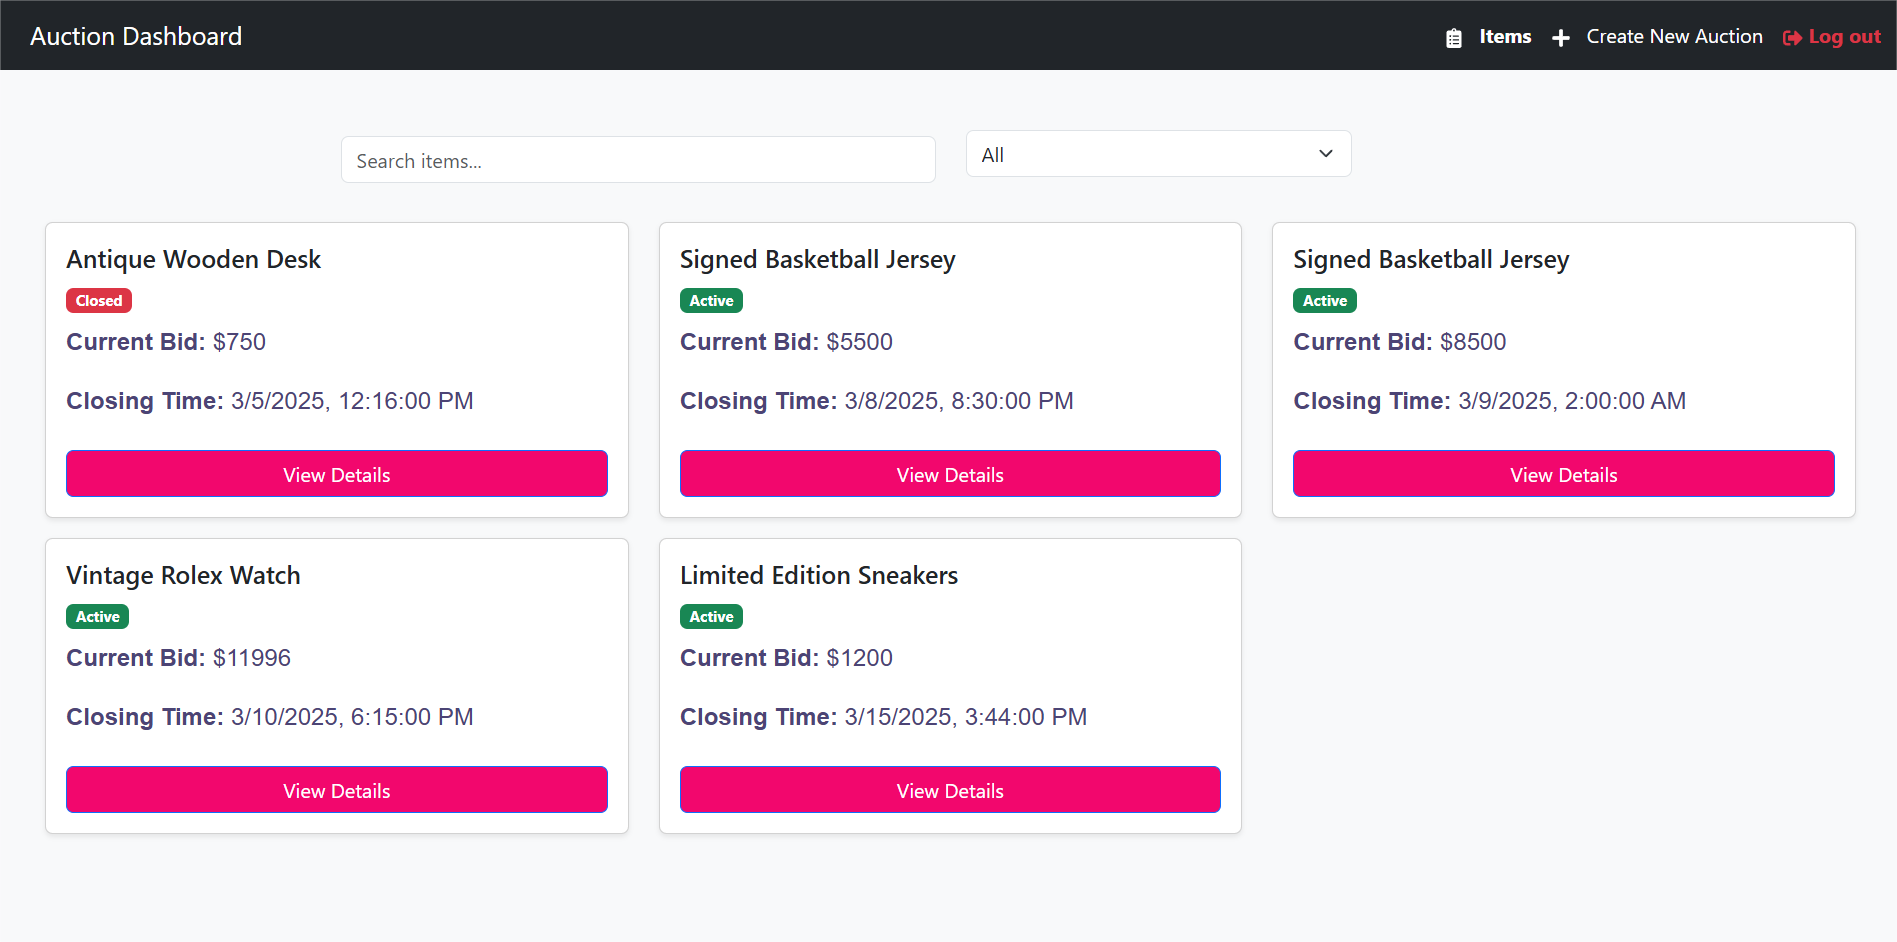 Auction Dashboard
Items
Create New Auction
Log out
Search items...
All
Antique Wooden Desk
Closed
Current Bid: $750
Closing Time: 3/5/2025, 12:16:00 PM
View Details
Signed Basketball Jersey
Active
Current Bid: $5500
Closing Time: 3/8/2025, 8:30:00 PM
View Details
Signed Basketball Jersey
Active
Current Bid: $8500
Closing Time: 3/9/2025, 2:00:00 AM
View Details
Vintage Rolex Watch
Active
Current Bid: $11996
Closing Time: 3/10/2025, 6:15:00 PM
View Details
Limited Edition Sneakers
Active
Current Bid: $1200
Closing Time: 3/15/2025, 3:44:00 PM
View Details